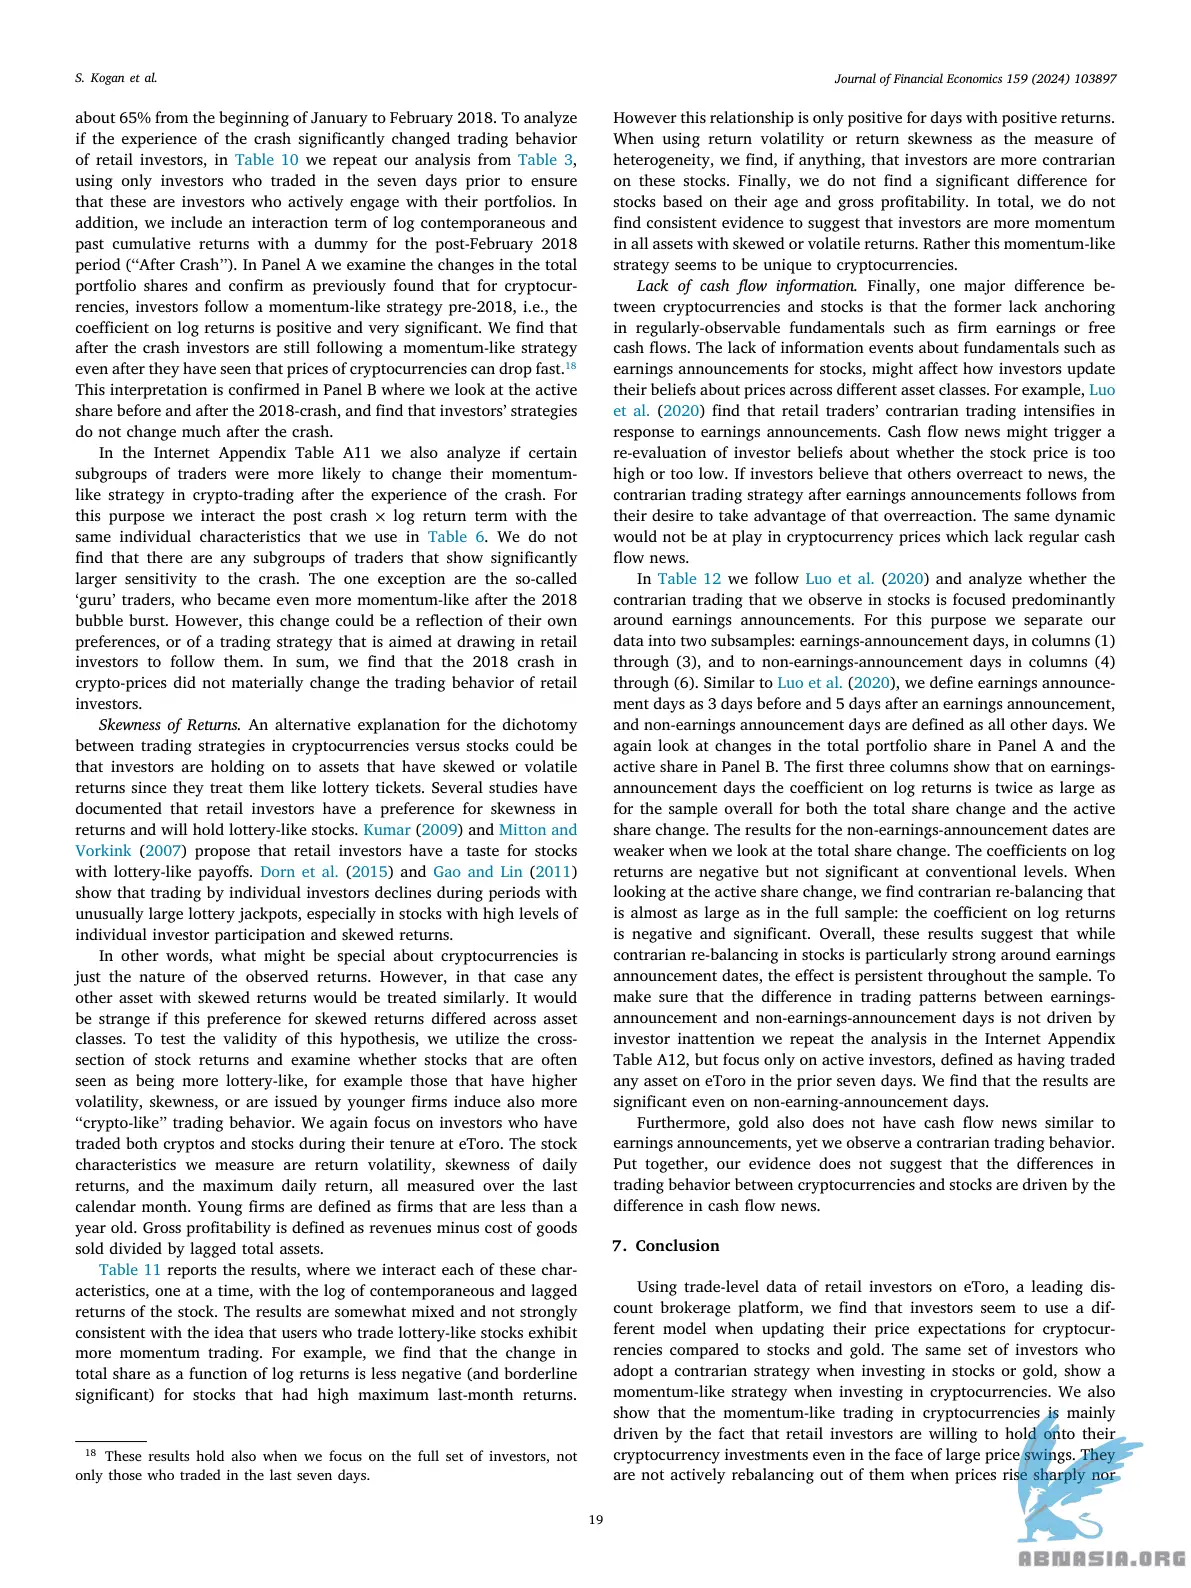 S. Kogan et al.
Journal of Financial Economics 159 (2024) 103897
about 65% from the beginning of January to February 2018. To analyze
if the experience of the crash significantly changed trading behavior
of retail investors, in Table 10 we repeat our analysis from Table 3,
using only investors who traded in the seven days prior to ensure
that these are investors who actively engage with their portfolios. In
addition, we include an interaction term of log contemporaneous and
past cumulative returns with a dummy for the post-February 2018
period (‘‘After Crash’’). In Panel A we examine the changes in the total
portfolio shares and confirm as previously found that for cryptocur-
rencies, investors follow a momentum-like strategy pre-2018, i.e., the
coefficient on log returns is positive and very significant. We find that
after the crash investors are still following a momentum-like strategy
even after they have seen that prices of cryptocurrencies can drop fast.18
This interpretation is confirmed in Panel B where we look at the active
share before and after the 2018-crash, and find that investors’ strategies
do not change much after the crash.
In the Internet Appendix Table A11 we also analyze if certain
subgroups of traders were more likely to change their momentum-
like strategy in crypto-trading after the experience of the crash. For
this purpose we interact the post crash × log return term with the
same individual characteristics that we use in Table 6. We do not
find that there are any subgroups of traders that show significantly
larger sensitivity to the crash. The one exception are the so-called
‘guru’ traders, who became even more momentum-like after the 2018
bubble burst. However, this change could be a reflection of their own
preferences, or of a trading strategy that is aimed at drawing in retail
investors to follow them. In sum, we find that the 2018 crash in
crypto-prices did not materially change the trading behavior of retail
investors.
Skewness of Returns. An alternative explanation for the dichotomy
between trading strategies in cryptocurrencies versus stocks could be
that investors are holding on to assets that have skewed or volatile
returns since they treat them like lottery tickets. Several studies have
documented that retail investors have a preference for skewness in
returns and will hold lottery-like stocks. Kumar (2009) and Mitton and
Vorkink (2007) propose that retail investors have a taste for stocks
with lottery-like payoffs. Dorn et al. (2015) and Gao and Lin (2011)
show that trading by individual investors declines during periods with
unusually large lottery jackpots, especially in stocks with high levels of
individual investor participation and skewed returns.
In other words, what might be special about cryptocurrencies is
just the nature of the observed returns. However, in that case any
other asset with skewed returns would be treated similarly. It would
be strange if this preference for skewed returns differed across asset
classes. To test the validity of this hypothesis, we utilize the cross-
section of stock returns and examine whether stocks that are often
seen as being more lottery-like, for example those that have higher
volatility, skewness, or are issued by younger firms induce also more
‘‘crypto-like’’ trading behavior. We again focus on investors who have
traded both cryptos and stocks during their tenure at eToro. The stock
characteristics we measure are return volatility, skewness of daily
returns, and the maximum daily return, all measured over the last
calendar month. Young firms are defined as firms that are less than a
year old. Gross profitability is defined as revenues minus cost of goods
sold divided by lagged total assets.
Table 11 reports the results, where we interact each of these char-
acteristics, one at a time, with the log of contemporaneous and lagged
returns of the stock. The results are somewhat mixed and not strongly
consistent with the idea that users who trade lottery-like stocks exhibit
more momentum trading. For example, we find that the change in
total share as a function of log returns is less negative (and borderline
significant) for stocks that had high maximum last-month returns.
18 These results hold also when we focus on the full set of investors, not
only those who traded in the last seven days.
However this relationship is only positive for days with positive returns.
When using return volatility or return skewness as the measure of
heterogeneity, we find, if anything, that investors are more contrarian
on these stocks. Finally, we do not find a significant difference for
stocks based on their age and gross profitability. In total, we do not
find consistent evidence to suggest that investors are more momentum
in all assets with skewed or volatile returns. Rather this momentum-like
strategy seems to be unique to cryptocurrencies.
Lack of cash flow information. Finally, one major difference be-
tween cryptocurrencies and stocks is that the former lack anchoring
in regularly-observable fundamentals such as firm earnings or free
cash flows. The lack of information events about fundamentals such as
earnings announcements for stocks, might affect how investors update
their beliefs about prices across different asset classes. For example, Luo
et al. (2020) find that retail traders’ contrarian trading intensifies in
response to earnings announcements. Cash flow news might trigger a
re-evaluation of investor beliefs about whether the stock price is too
high or too low. If investors believe that others overreact to news, the
contrarian trading strategy after earnings announcements follows from
their desire to take advantage of that overreaction. The same dynamic
would not be at play in cryptocurrency prices which lack regular cash
flow news.
In Table 12 we follow Luo et al. (2020) and analyze whether the
contrarian trading that we observe in stocks is focused predominantly
around earnings announcements. For this purpose we separate our
data into two subsamples: earnings-announcement days, in columns (1)
through (3), and to non-earnings-announcement days in columns (4)
through (6). Similar to Luo et al. (2020), we define earnings announce-
ment days as 3 days before and 5 days after an earnings announcement,
and non-earnings announcement days are defined as all other days. We
again look at changes in the total portfolio share in Panel A and the
active share in Panel B. The first three columns show that on earnings-
announcement days the coefficient on log returns is twice as large as
for the sample overall for both the total share change and the active
share change. The results for the non-earnings-announcement dates are
weaker when we look at the total share change. The coefficients on log
returns are negative but not significant at conventional levels. When
looking at the active share change, we find contrarian re-balancing that
is almost as large as in the full sample: the coefficient on log returns
is negative and significant. Overall, these results suggest that while
contrarian re-balancing in stocks is particularly strong around earnings
announcement dates, the effect is persistent throughout the sample. To
make sure that the difference in trading patterns between earnings-
announcement and non-earnings-announcement days is not driven by
investor inattention we repeat the analysis in the Internet Appendix
Table A12, but focus only on active investors, defined as having traded
any asset on eToro in the prior seven days. We find that the results are
significant even on non-earning-announcement days.
Furthermore, gold also does not have cash flow news similar to
earnings announcements, yet we observe a contrarian trading behavior.
Put together, our evidence does not suggest that the differences in
trading behavior between cryptocurrencies and stocks are driven by the
difference in cash flow news.
7. Conclusion
Using trade-level data of retail investors on eToro, a leading dis-
count brokerage platform, we find that investors seem to use a dif-
ferent model when updating their price expectations for cryptocur-
rencies compared to stocks and gold. The same set of investors who
adopt a contrarian strategy when investing in stocks or gold, show a
momentum-like strategy when investing in cryptocurrencies. We also
show that the momentum-like trading in cryptocurrencies is mainly
driven by the fact that retail investors are willing to hold onto their
cryptocurrency investments even in the face of large price swings. They
are not actively rebalancing out of them when prices rise sharply nor
19
ABNASIA.ORG